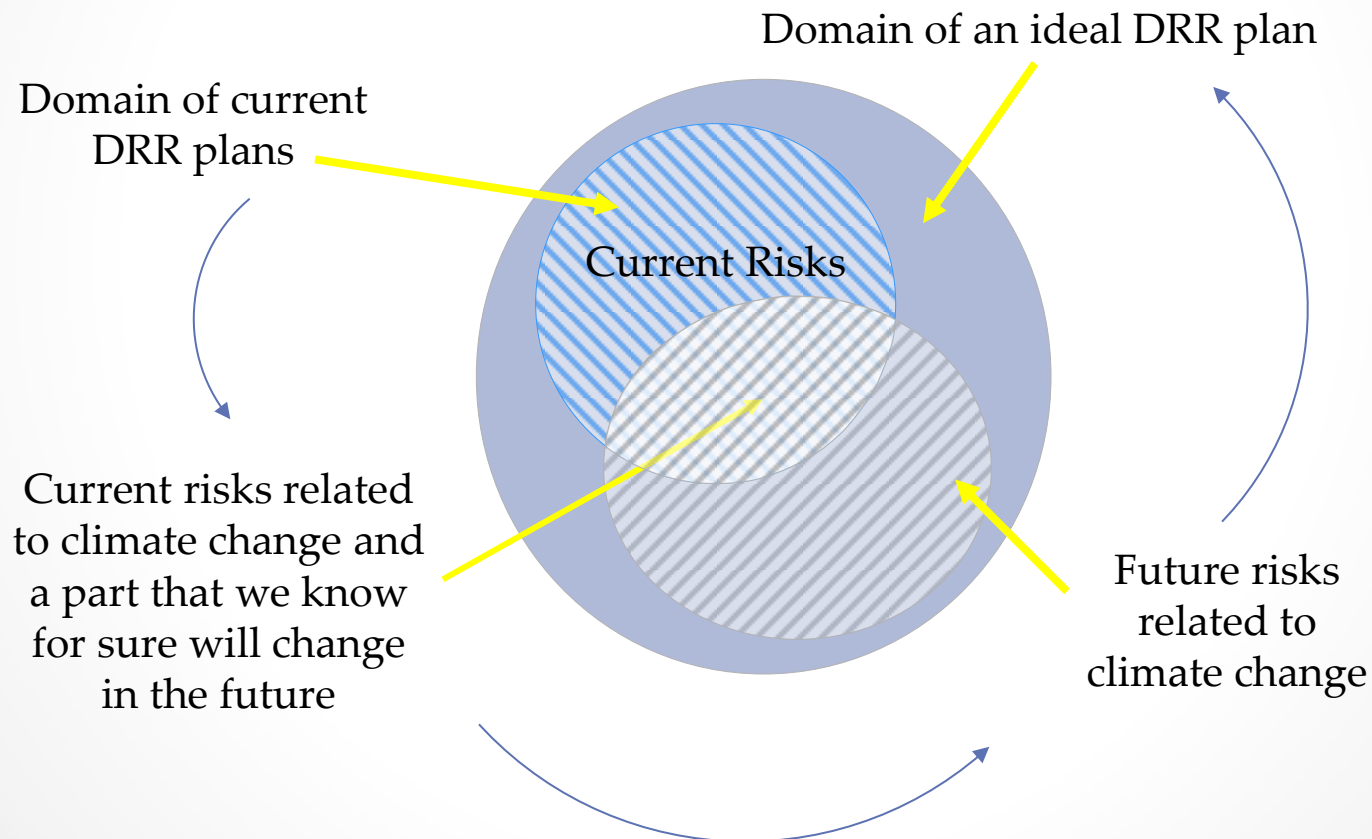 Domain of an ideal DRR plan
Domain of current
DRR plans
Current Risks
Current risks related
to climate change and
a part that we know
for sure will change
in the future
Future risks
related to
climate change